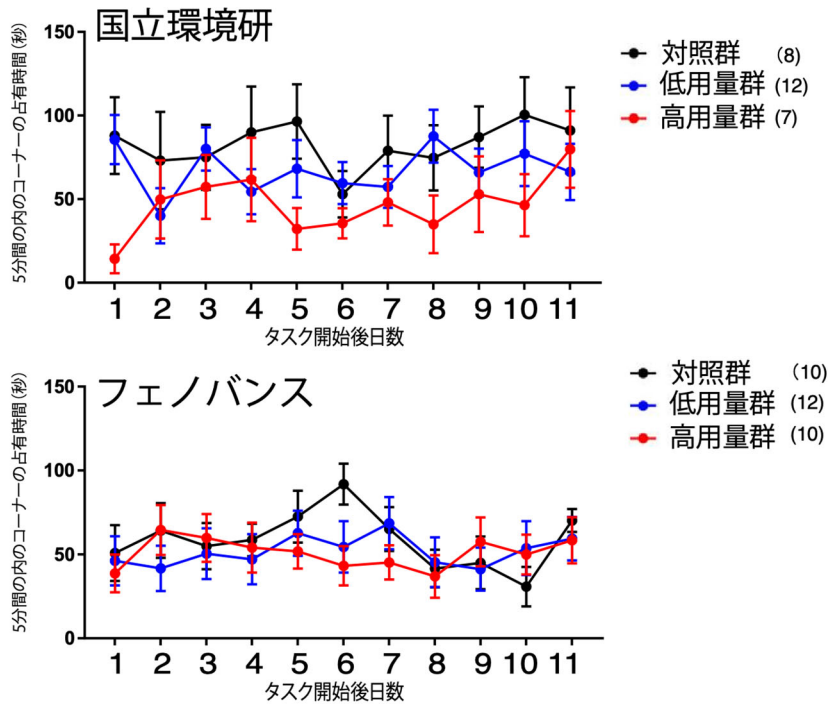 国立環境研
150
100
50
0
5分間の内のコーナーの占有時間(秒)
1 2 3 4 5 6 7 8 9 10 11
タスク開始後日数
対照群 (8)
低用量群 (12)
高用量群 (7)
フェノバンス
150
100
50
0
5分間の内のコーナーの占有時間(秒)
1 2 3 4 5 6 7 8 9 10 11
タスク開始後日数
対照群 (10)
低用量群 (12)
高用量群 (10)